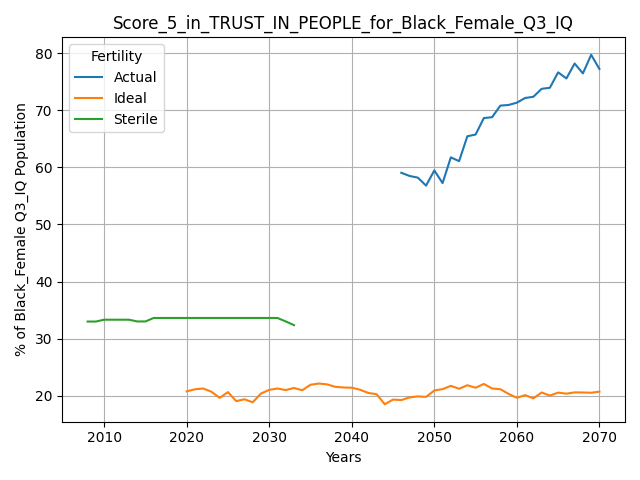 Score_5_in_TRUST_IN_PEOPLE_for_Black_Female_Q3_IQ
Fertility
Actual
Ideal
Sterile
% of Black_Female Q3_IQ Population
80
70
60
50
40
30
20
2010 2020 2030 2040 2050 2060 2070
Years